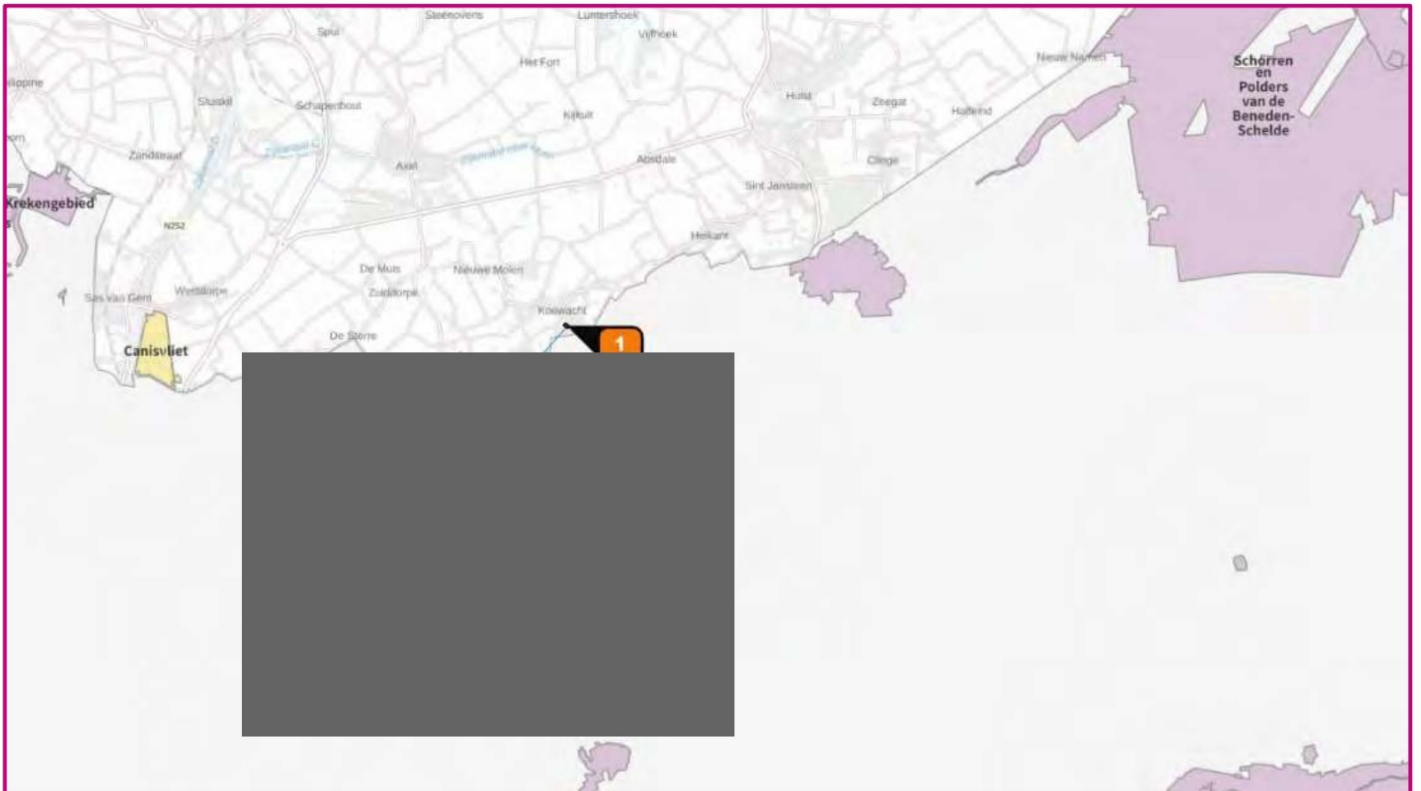 Steenovens
Luntershoek
Spui
Vijfhoek
Het Fort
Nieuw Namen
Schorren
en
Polders
van de
Beneden-
Schelde
Sluiskil
Schapenbout
Hulst
Zeegat
Halfeind
Kijkuit
Zandstraat
Axel
Absdale
Clinge
Sint Jansteen
Krekengebied
N252
Heikant
De Muis
Nieuwe Molen
Zuiddorpe
Sas van Gent
Westdorpe
Koewacht
De Sterre
1
Canisvliet